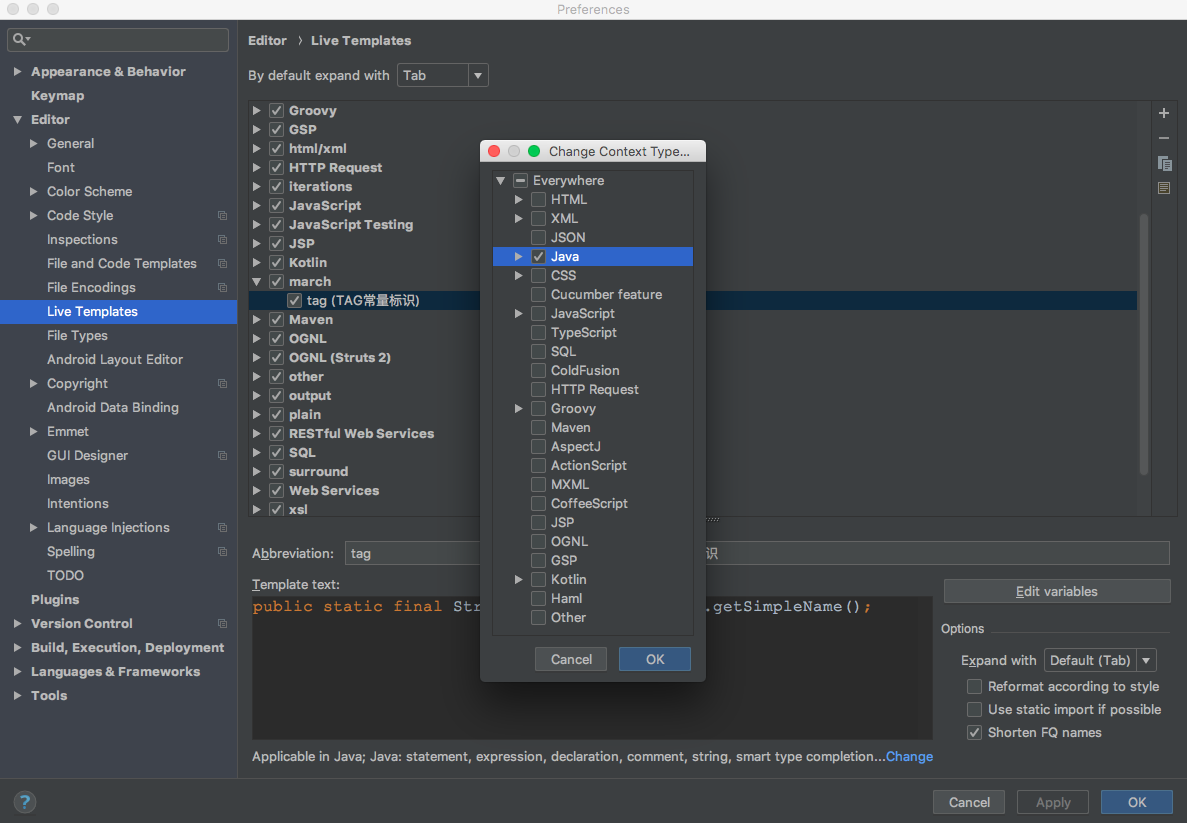 Preferences
Appearance & Behavior
Keymap
Editor
General
Font
Color Scheme
Code Style
Inspections
File and Code Templates
File Encodings
Live Templates
File Types
Android Layout Editor
Copyright
Android Data Binding
Emmet
GUI Designer
Images
Intentions
Language Injections
Spelling
TODO
Plugins
Version Control
Build, Execution, Deployment
Languages & Frameworks
Tools
Editor › Live Templates
By default expand with Tab
Groovy
GSP
html/xml
HTTP Request
iterations
JavaScript
JavaScript Testing
JSP
Kotlin
march
tag (TAG常量标识)
Maven
OGNL
OGNL (Struts 2)
other
output
plain
RESTful Web Services
SQL
surround
Web Services
xsl
Change Context Type...
Everywhere
HTML
XML
JSON
Java
CSS
Cucumber feature
JavaScript
TypeScript
SQL
ColdFusion
HTTP Request
Groovy
Maven
AspectJ
ActionScript
MXML
CoffeeScript
JSP
OGNL
GSP
Kotlin
Haml
Other
Cancel OK
Abbreviation: tag 识
Template text:
public static final Str .getSimpleName();
Edit variables
Options
Expand with Default (Tab)
Reformat according to style
Use static import if possible
Shorten FQ names
Applicable in Java; Java: statement, expression, declaration, comment, string, smart type completion...Change
? Cancel Apply OK